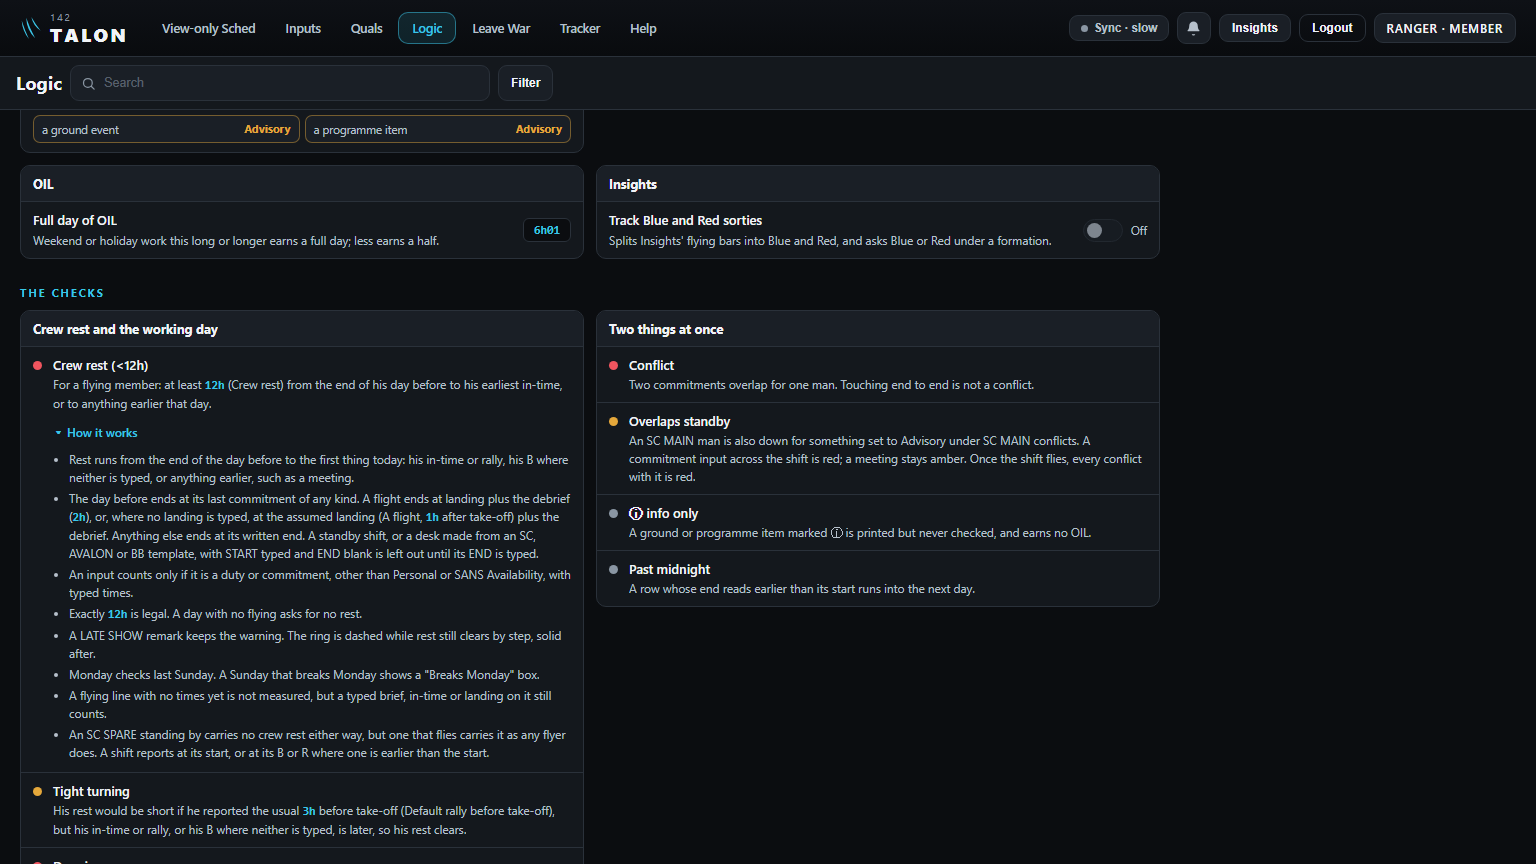 142
TALON
View-only Sched
Inputs
Quals
Logic
Leave War
Tracker
Help
Sync · slow
Insights
Logout
RANGER · MEMBER
Logic
Search
Filter
a ground event
Advisory
a programme item
Advisory
OIL
Full day of OIL
Weekend or holiday work this long or longer earns a full day; less earns a half.
6h01
Insights
Track Blue and Red sorties
Splits Insights' flying bars into Blue and Red, and asks Blue or Red under a formation.
Off
THE CHECKS
Crew rest and the working day
Crew rest (<12h)
For a flying member: at least 12h (Crew rest) from the end of his day before to his earliest in-time,
or to anything earlier that day.
How it works
• Rest runs from the end of the day before to the first thing today: his in-time or rally, his B where
neither is typed, or anything earlier, such as a meeting.
• The day before ends at its last commitment of any kind. A flight ends at landing plus the debrief
(2h), or, where no landing is typed, at the assumed landing (A flight, 1h after take-off) plus the
debrief. Anything else ends at its written end. A standby shift, or a desk made from an SC,
AVALON or BB template, with START typed and END blank is left out until its END is typed.
• An input counts only if it is a duty or commitment, other than Personal or SANS Availability, with
typed times.
• Exactly 12h is legal. A day with no flying asks for no rest.
• A LATE SHOW remark keeps the warning. The ring is dashed while rest still clears by step, solid
after.
• Monday checks last Sunday. A Sunday that breaks Monday shows a "Breaks Monday" box.
• A flying line with no times yet is not measured, but a typed brief, in-time or landing on it still
counts.
• An SC SPARE standing by carries no crew rest either way, but one that flies carries it as any flyer
does. A shift reports at its start, or at its B or R where one is earlier than the start.
Tight turning
His rest would be short if he reported the usual 3h before take-off (Default rally before take-off),
but his in-time or rally, or his B where neither is typed, is later, so his rest clears.
Two things at once
Conflict
Two commitments overlap for one man. Touching end to end is not a conflict.
Overlaps standby
An SC MAIN man is also down for something set to Advisory under SC MAIN conflicts. A
commitment input across the shift is red; a meeting stays amber. Once the shift flies, every conflict
with it is red.
ⓘ info only
A ground or programme item marked ⓘ is printed but never checked, and earns no OIL.
Past midnight
A row whose end reads earlier than its start runs into the next day.